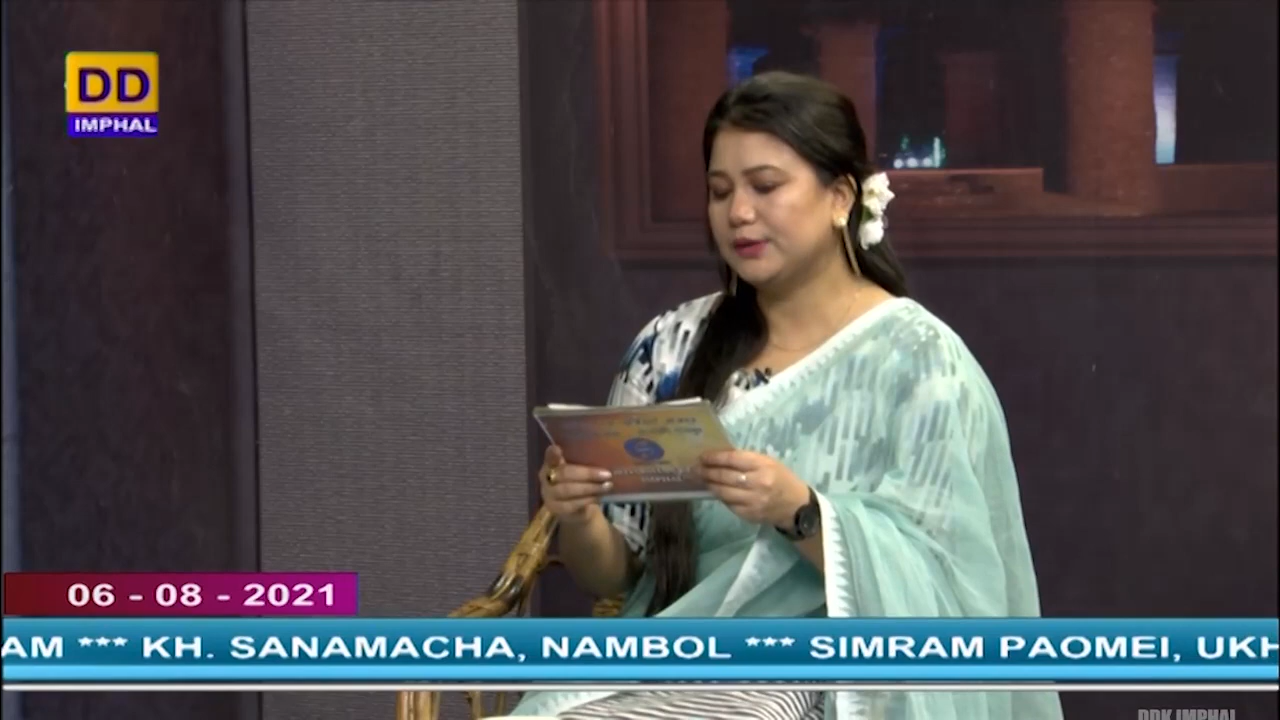 DD
IMPHAL
06 - 08 - 2021
AM *** KH. SANAMACHA, NAMBOL *** SIMRAM PAOMEI, UKH
DDK IMPHAL